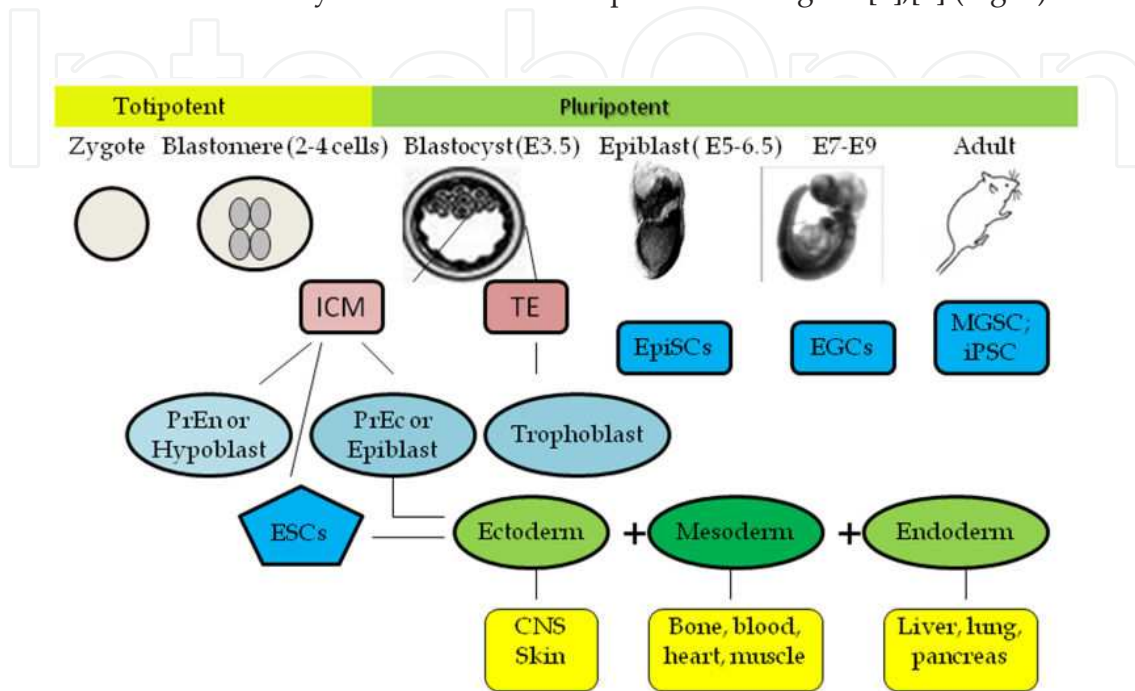 IntechOpen
Totipotent
Pluripotent
Zygote Blastomere (2-4 cells) Blastocyst (E3.5) Epiblast ( E5-6.5) E7-E9 Adult
ICM
TE
EpiSCs
EGCs
MGSC;
iPSC
PrEn or
Hypoblast
PrEc or
Epiblast
Trophoblast
ESCs
Ectoderm + Mesoderm + Endoderm
CNS
Skin
Bone, blood,
heart, muscle
Liver, lung,
pancreas